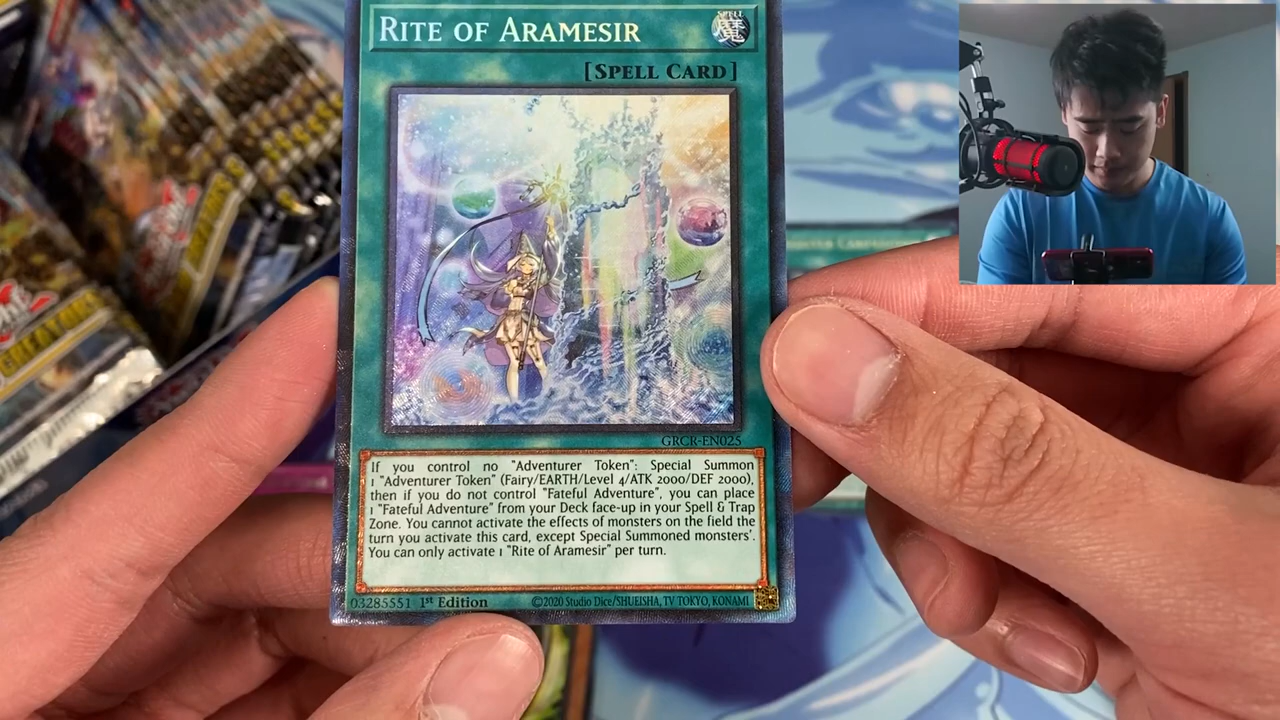 RITE OF ARAMESIR
SPELL
魔
[SPELL CARD]
GRCR-EN025
If you control no "Adventurer Token": Special Summon
1 "Adventurer Token" (Fairy/EARTH/Level 4/ATK 2000/DEF 2000),
then if you do not control "Fateful Adventure", you can place
1 "Fateful Adventure" from your Deck face-up in your Spell & Trap
Zone. You cannot activate the effects of monsters on the field the
turn you activate this card, except Special Summoned monsters'.
You can only activate 1 "Rite of Aramesir" per turn.
03285551 1st Edition ©2020 Studio Dice/SHUEISHA, TV TOKYO, KONAMI